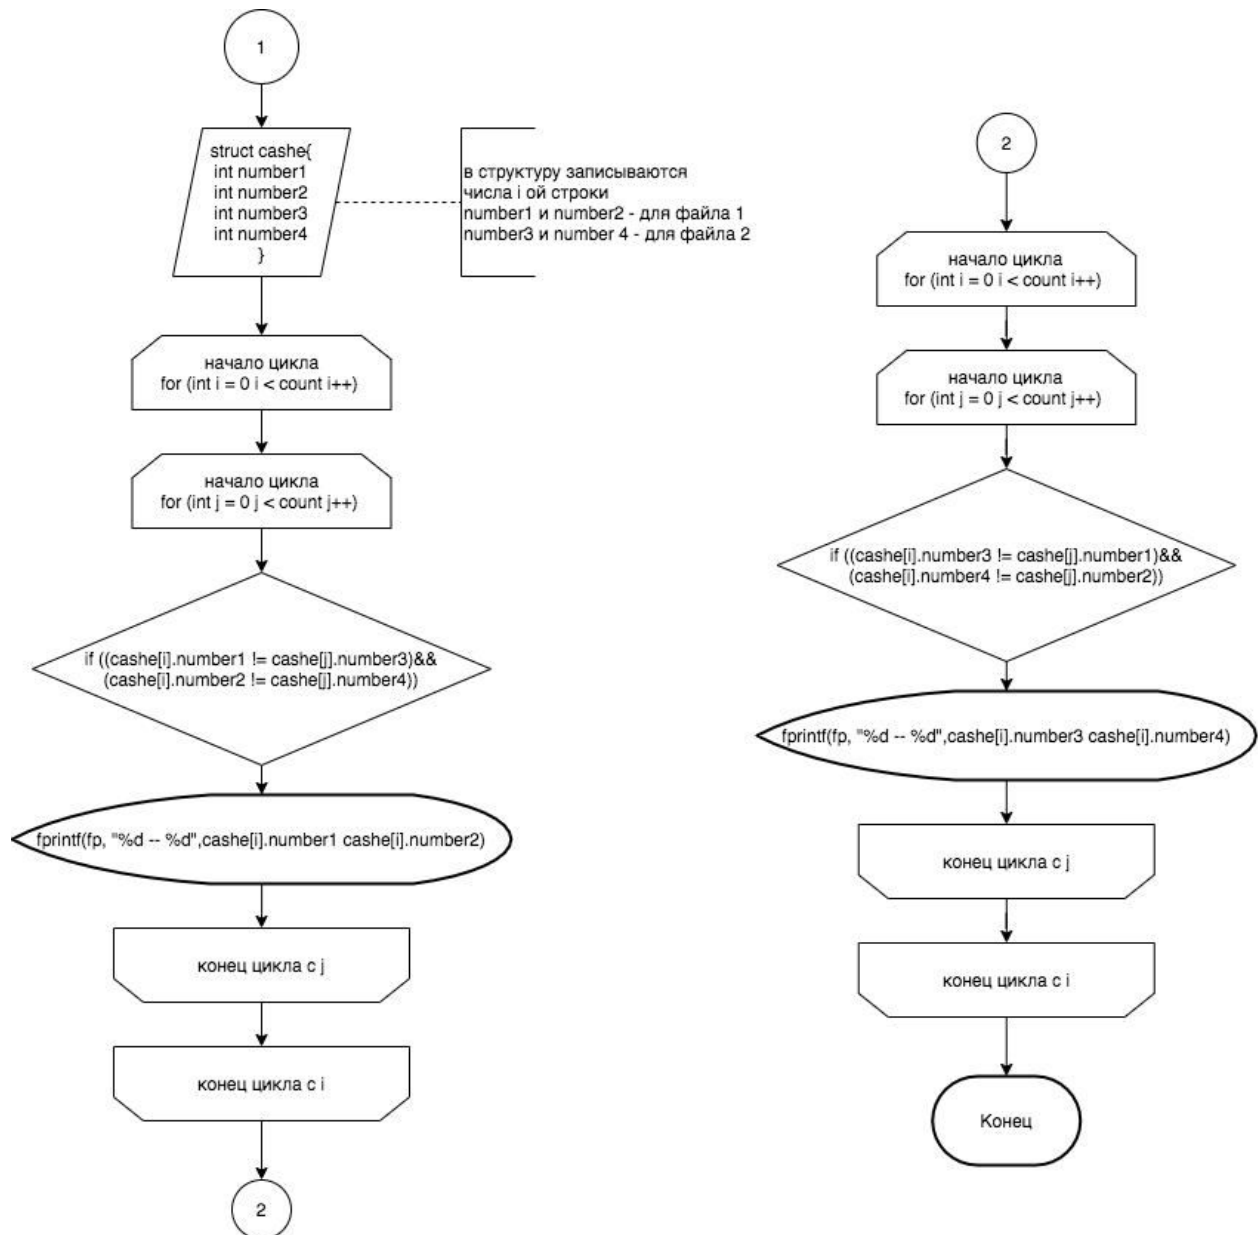 1
struct cashe{
int number1
int number2
int number3
int number4
}
в структуру записываются
числа i ой строки
number1 и number2 - для файла 1
number3 и number 4 - для файла 2
начало цикла
for (int i = 0 i < count i++)
начало цикла
for (int j = 0 j < count j++)
if ((cashe[i].number1 != cashe[j].number3)&&
(cashe[i].number2 != cashe[j].number4))
fprintf(fp, "%d -- %d",cashe[i].number1 cashe[i].number2)
конец цикла с j
конец цикла с i
2
2
начало цикла
for (int i = 0 i < count i++)
начало цикла
for (int j = 0 j < count j++)
if ((cashe[i].number3 != cashe[j].number1)&&
(cashe[i].number4 != cashe[j].number2))
fprintf(fp, "%d -- %d",cashe[i].number3 cashe[i].number4)
конец цикла с j
конец цикла с i
Конец